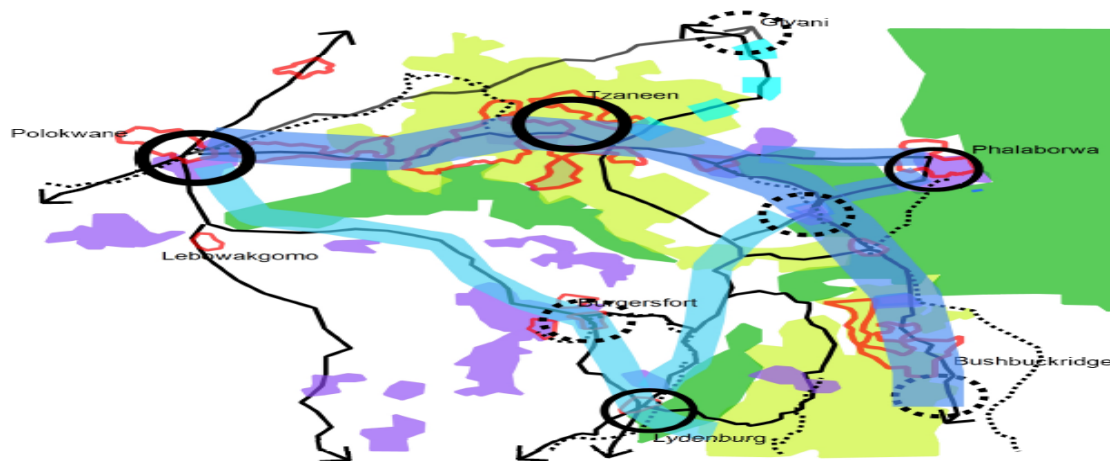 Giyani
Tzaneen
Polokwane
Phalaborwa
Lebowakgomo
Burgersfort
Bushbuckridge
Lydenburg